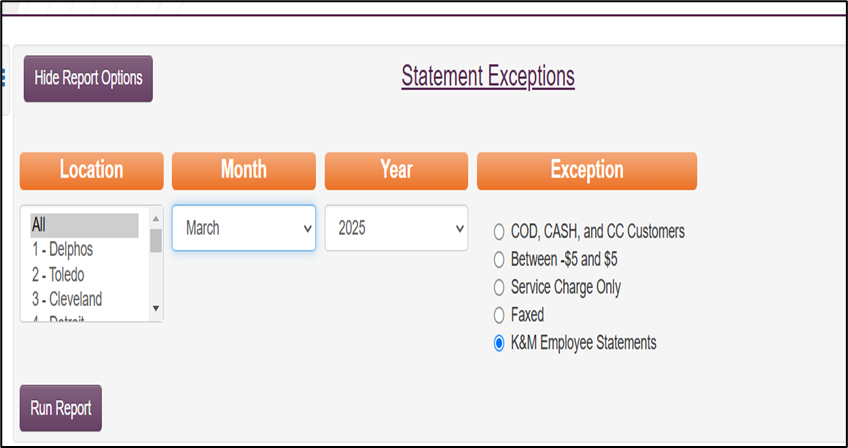 Hide Report Options
Statement Exceptions
Location
Month
Year
Exception
All
1 - Delphos
2 - Toledo
3 - Cleveland
4 - Detroit
March
2025
COD, CASH, and CC Customers
Between -$5 and $5
Service Charge Only
Faxed
K&M Employee Statements
Run Report